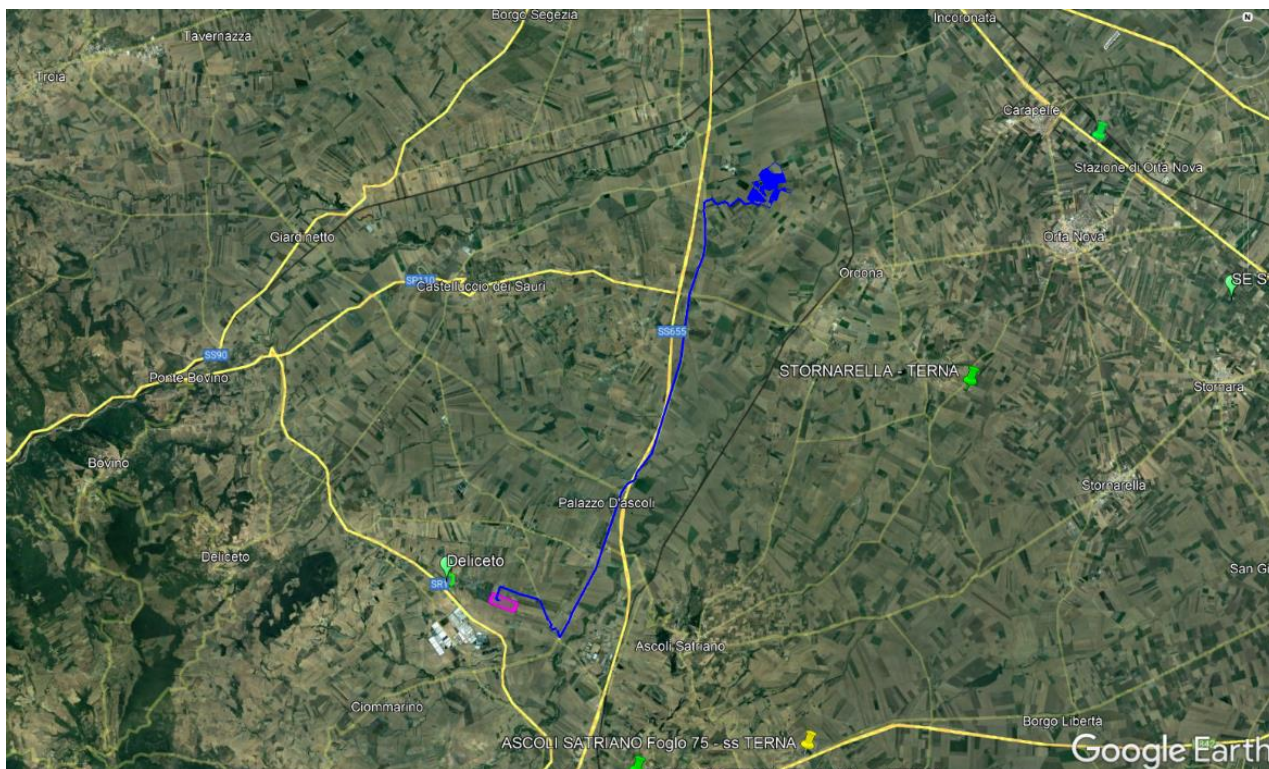 Borgo Segezia
Incoronata
Tavernazza
Troia
Carapelle
Stazione di Orta Nova
Giardinetto
Orta Nova
Ordona
SP110
Castelluccio dei Sauri
SE S
SS655
SS90
STORNARELLA - TERNA
Ponte Bovino
Stornara
Bovino
Stornarella
Palazzo D'ascoli
Deliceto
Deliceto
San Gi
SR1
Ascoli Satriano
Ciommarino
Borgo Libertà
ASCOLI SATRIANO Foglo 75 - ss TERNA
Google Earth